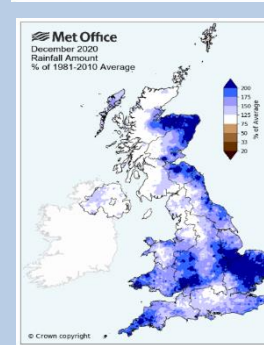 Met Office
December 2020
Rainfall Amount
% of 1981-2010 Average
200
175
150
125
75
50
33
20
% of Average
© Crown copyright